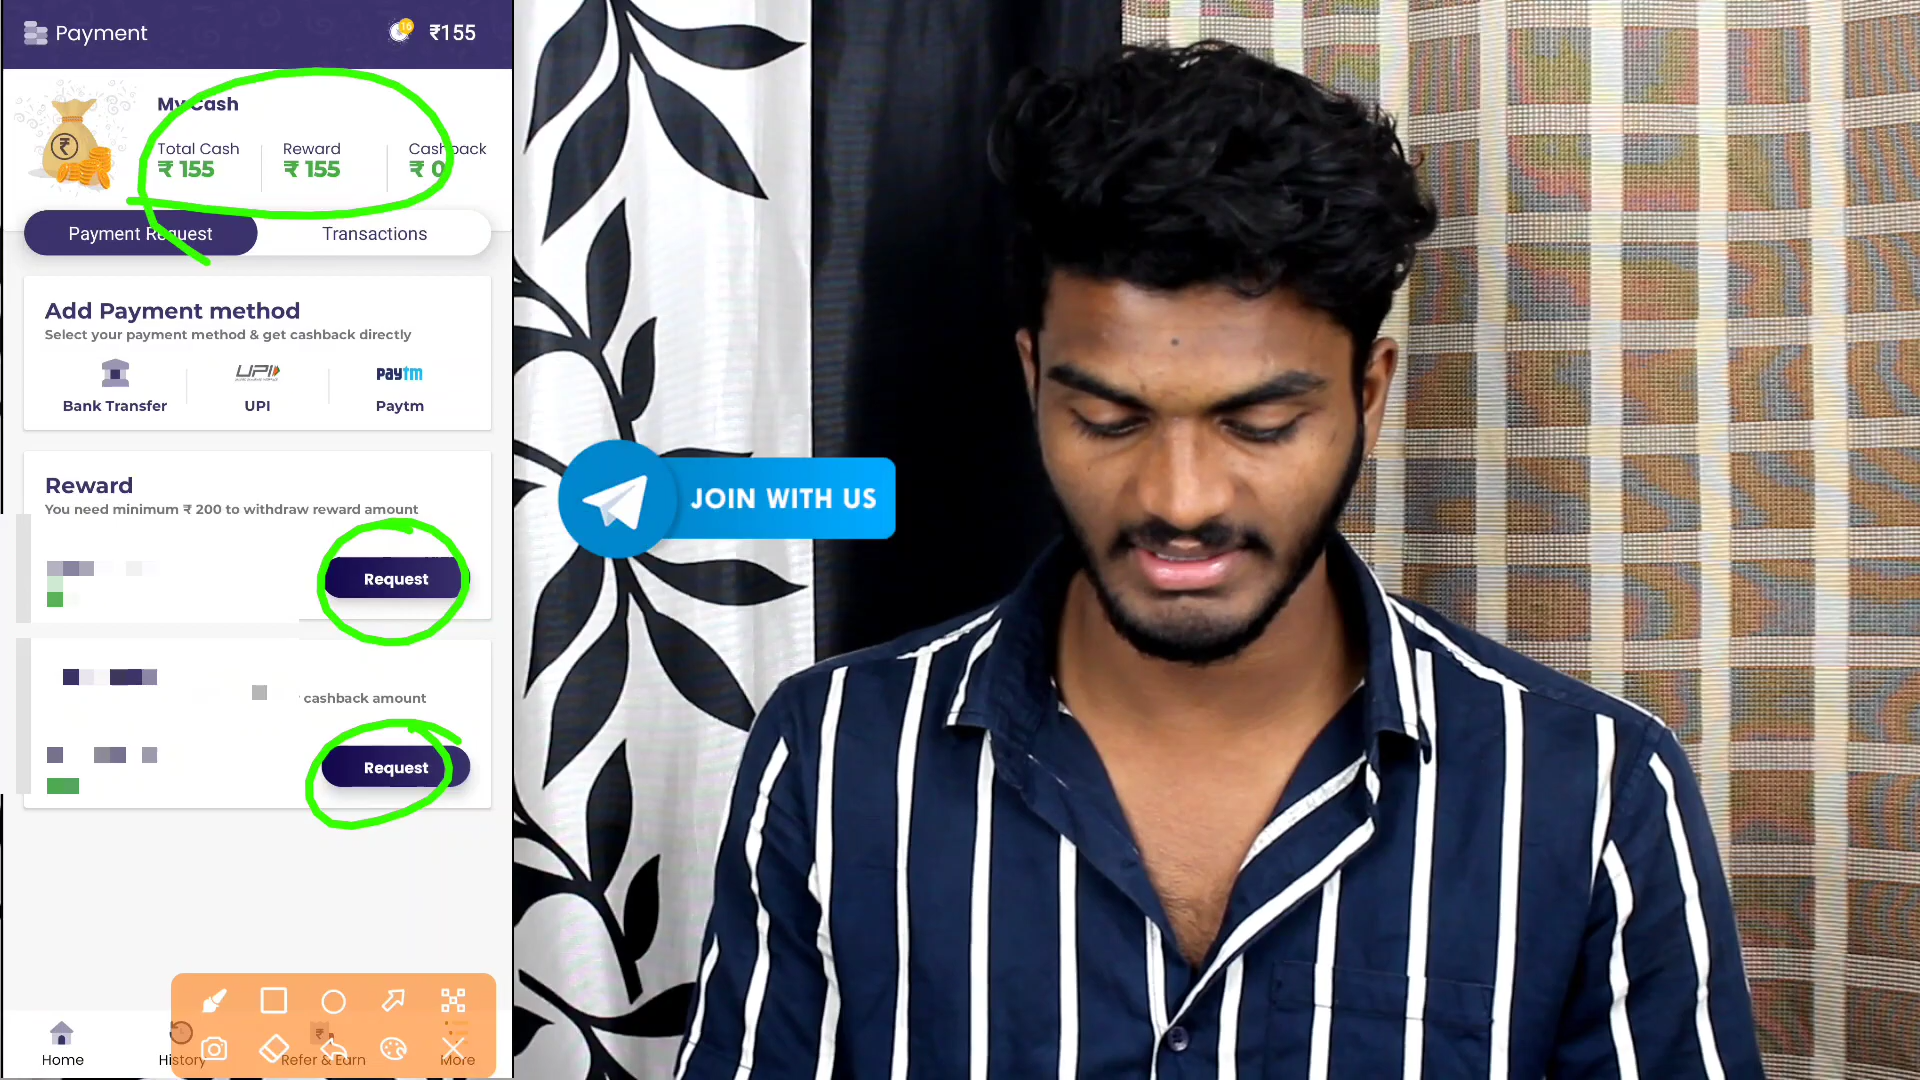 Payment
16
₹155
My Cash
Total Cash
Reward
Cashback
₹ 155
₹ 155
₹ 0
Payment Request
Transactions
Add Payment method
Select your payment method & get cashback directly
UPI
paytm
Bank Transfer
UPI
Paytm
Reward
You need minimum ₹ 200 to withdraw reward amount
Request
cashback amount
Request
JOIN WITH US
Home
History
Refer & Earn
More